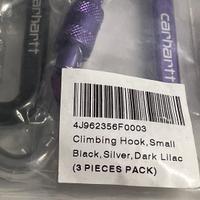 carhartt
carhartt
4J962356F0003
Climbing Hook,Small
Black,Silver,Dark Lilac
(3 PIECES PACK)